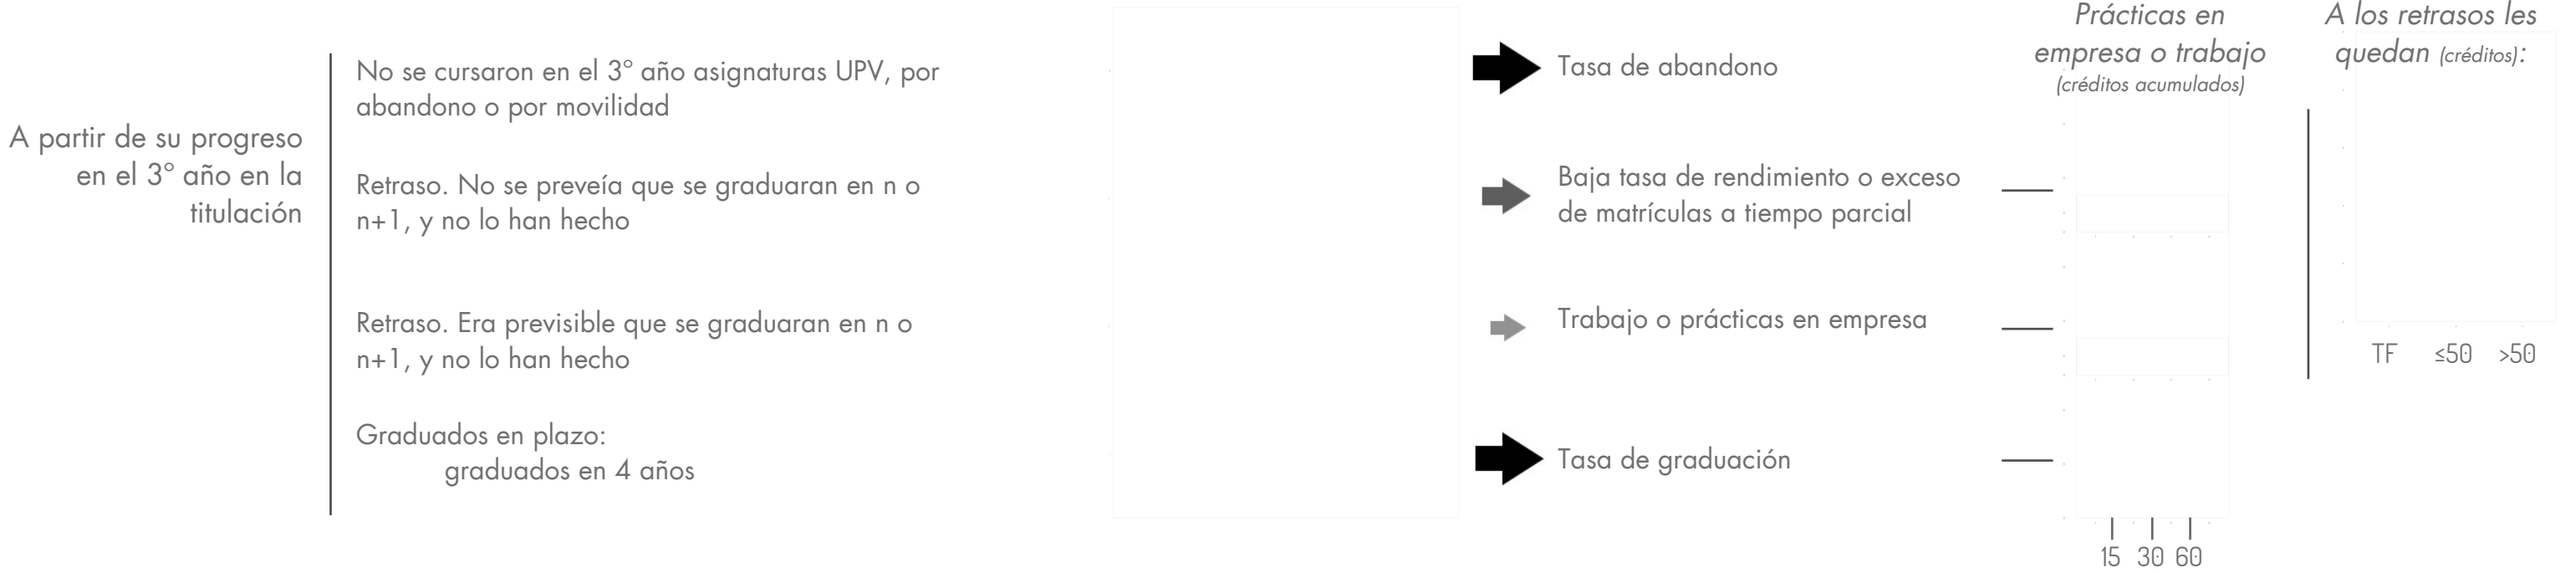 A partir de su progreso
en el 3º año en la
titulación
No se cursaron en el 3º año asignaturas UPV, por
abandono o por movilidad
Retraso. No se preveía que se graduaran en n o
n+1, y no lo han hecho
Retraso. Era previsible que se graduaran en n o
n+1, y no lo han hecho
Graduados en plazo:
graduados en 4 años
Tasa de abandono
Baja tasa de rendimiento o exceso
de matrículas a tiempo parcial
Trabajo o prácticas en empresa
Tasa de graduación
Prácticas en
empresa o trabajo
(créditos acumulados)
15 30 60
A los retrasos les
quedan (créditos):
TF ≤50 >50